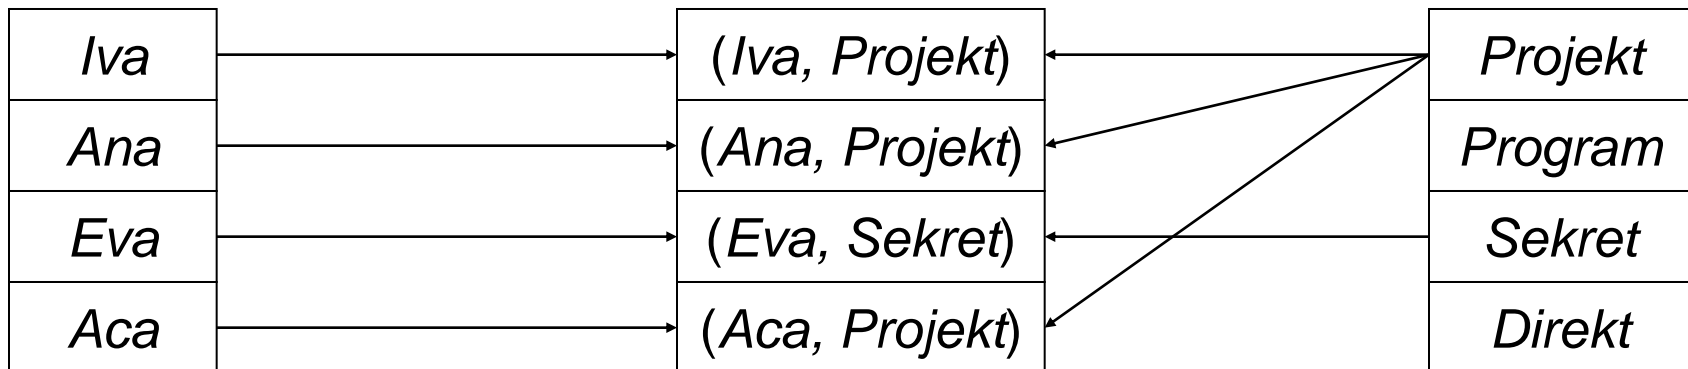 Iva (Iva, Projekt) Projekt
Ana (Ana, Projekt) Program
Eva (Eva, Sekret) Sekret
Aca (Aca, Projekt) Direkt